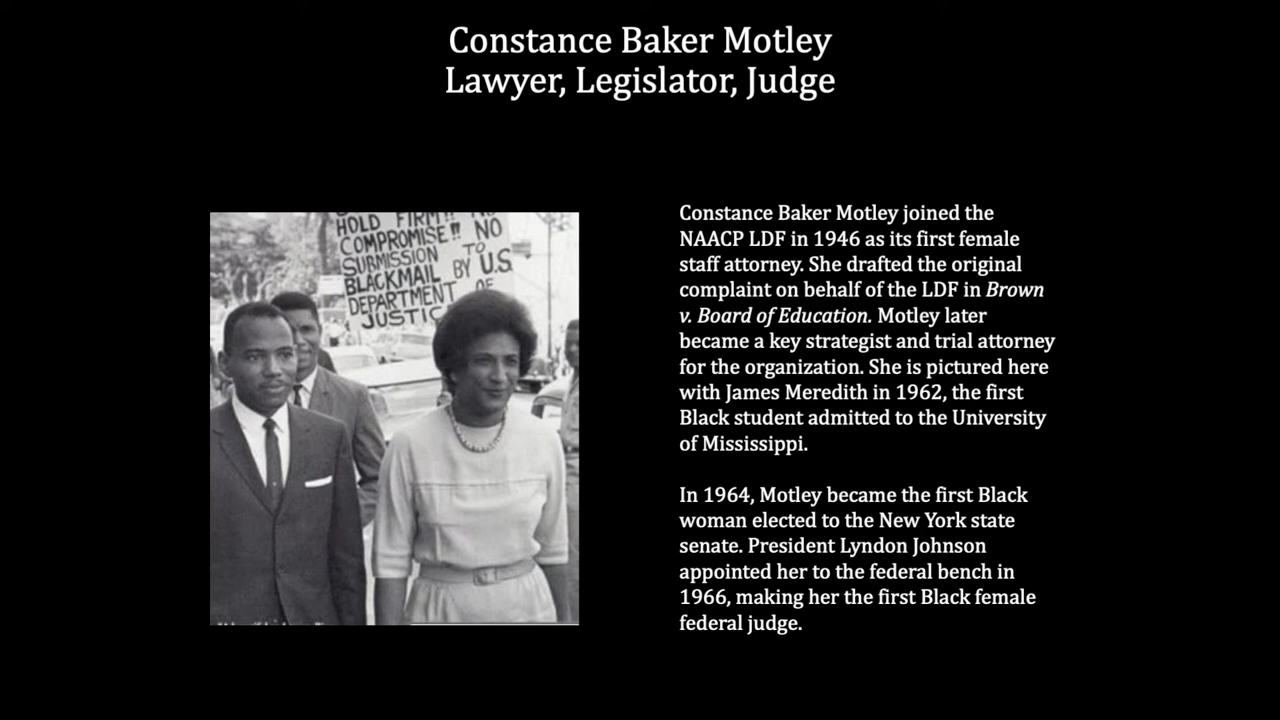 Constance Baker Motley
Lawyer, Legislator, Judge
HOLD FIRM!! NO
COMPROMISE!! NO
SUBMISSION TO
BLACKMAIL BY U.S.
DEPARTMENT OF
JUSTIC
Constance Baker Motley joined the
NAACP LDF in 1946 as its first female
staff attorney. She drafted the original
complaint on behalf of the LDF in Brown
v. Board of Education. Motley later
became a key strategist and trial attorney
for the organization. She is pictured here
with James Meredith in 1962, the first
Black student admitted to the University
of Mississippi.
In 1964, Motley became the first Black
woman elected to the New York state
senate. President Lyndon Johnson
appointed her to the federal bench in
1966, making her the first Black female
federal judge.